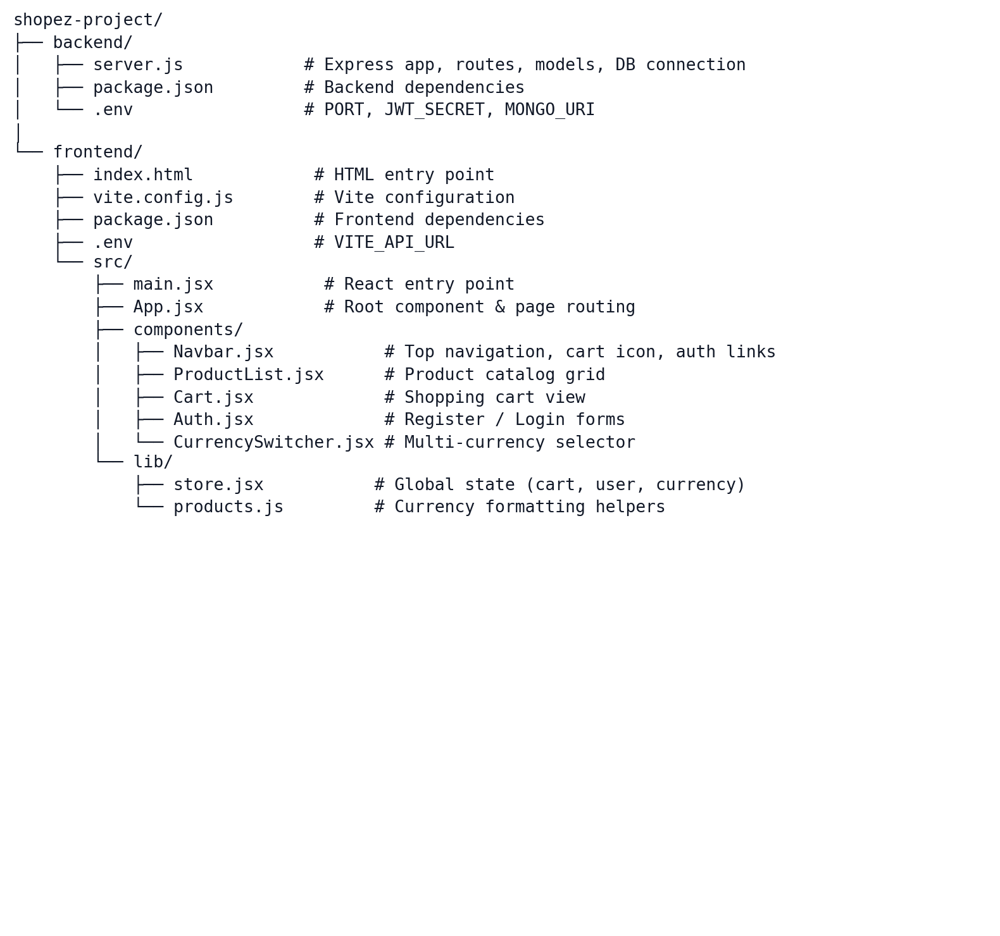 shopez-project/
├── backend/
│   ├── server.js            # Express app, routes, models, DB connection
│   ├── package.json         # Backend dependencies
│   └── .env                 # PORT, JWT_SECRET, MONGO_URI
│
└── frontend/
    ├── index.html            # HTML entry point
    ├── vite.config.js        # Vite configuration
    ├── package.json          # Frontend dependencies
    ├── .env                  # VITE_API_URL
    └── src/
        ├── main.jsx           # React entry point
        ├── App.jsx            # Root component & page routing
        ├── components/
        │   ├── Navbar.jsx           # Top navigation, cart icon, auth links
        │   ├── ProductList.jsx      # Product catalog grid
        │   ├── Cart.jsx             # Shopping cart view
        │   ├── Auth.jsx             # Register / Login forms
        │   └── CurrencySwitcher.jsx # Multi-currency selector
        └── lib/
            ├── store.jsx           # Global state (cart, user, currency)
            └── products.js         # Currency formatting helpers